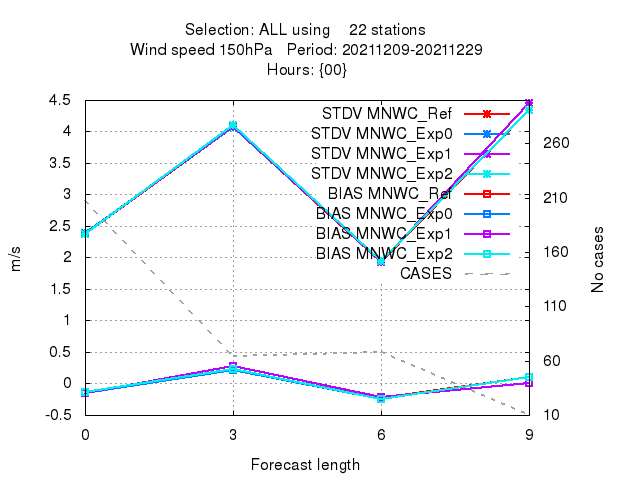 Selection: ALL using 22 stations
Wind speed 150hPa Period: 20211209-20211229
Hours: {00}
4.5
4
3.5
3
2.5
2
1.5
1
0.5
0
-0.5
m/s
STDV MNWC_Ref
STDV MNWC_Exp0
STDV MNWC_Exp1
STDV MNWC_Exp2
BIAS MNWC_Ref
BIAS MNWC_Exp0
BIAS MNWC_Exp1
BIAS MNWC_Exp2
CASES
260
210
160
110
60
10
No cases
0 3 6 9
Forecast length